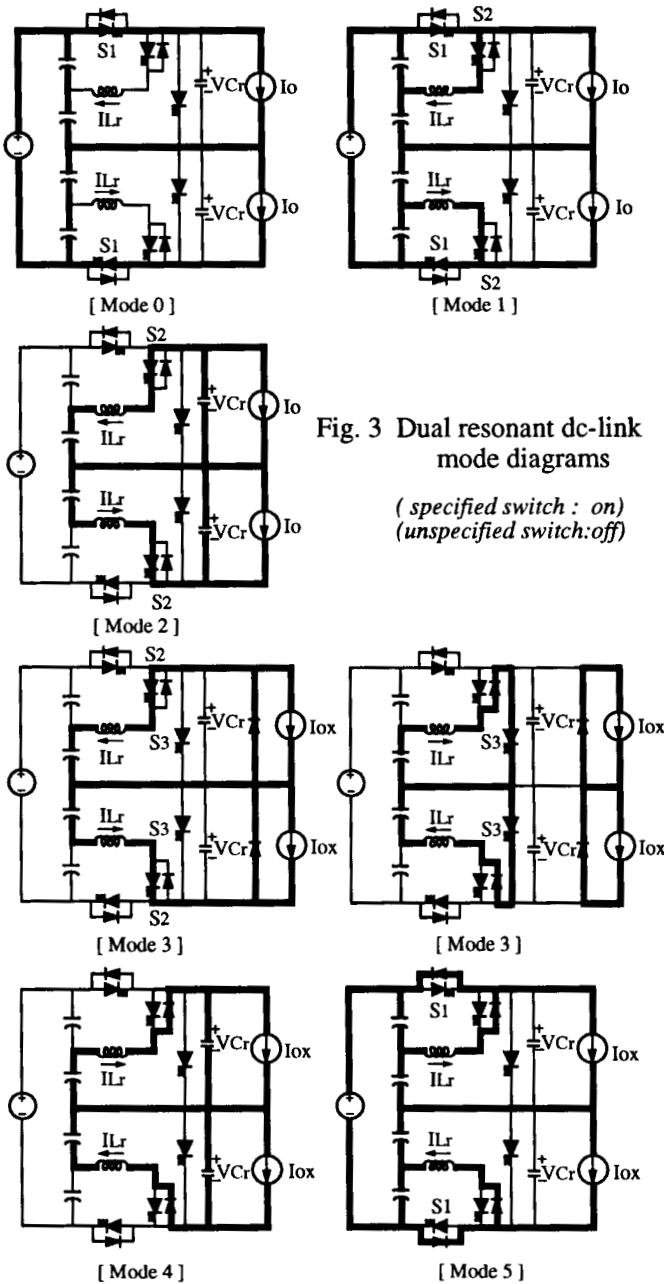 S1
ILr
+
-VCr
Io
+
-
ILr
+
-VCr
Io
S1
[ Mode 0 ]
S2
S1
ILr
+
-VCr
Io
+
-
ILr
+
-VCr
Io
S1
S2
[ Mode 1 ]
S2
ILr
+
-VCr
Io
+
-
ILr
+
-VCr
Io
S2
[ Mode 2 ]
Fig. 3 Dual resonant dc-link
mode diagrams
( specified switch : on)
(unspecified switch:off)
S2
ILr
S3
+
-VCr
Iox
+
-
ILr
S3
+
-VCr
Iox
S2
[ Mode 3 ]
ILr
S3
+
-VCr
Iox
+
-
ILr
S3
+
-VCr
Iox
[ Mode 3 ]
ILr
+
-VCr
Iox
+
-
ILr
+
-VCr
Iox
[ Mode 4 ]
S1
ILr
+
-VCr
Iox
+
-
ILr
+
-VCr
Iox
S1
[ Mode 5 ]